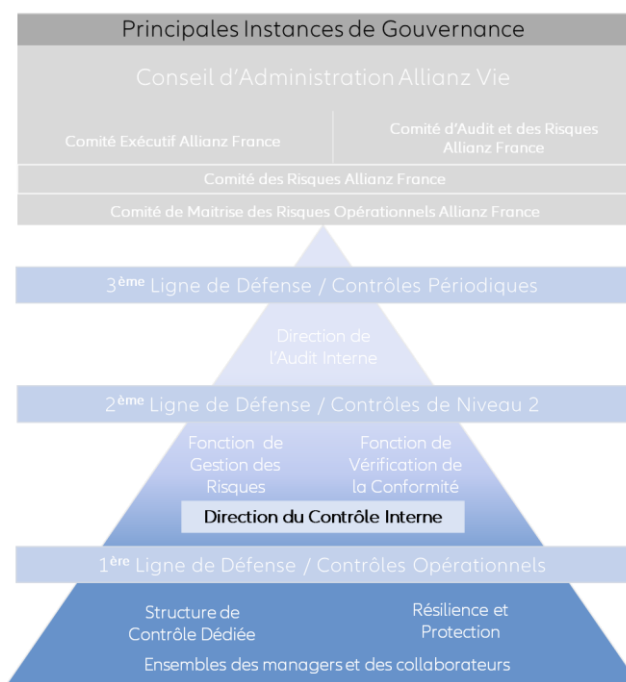 Principales Instances de Gouvernance
Conseil d'Administration Allianz Vie
Comité Exécutif Allianz France
Comité d'Audit et des Risques
Allianz France
Comité des Risques Allianz France
Comité de Maitrise des Risques Opérationnels Allianz France
3ème Ligne de Défense / Contrôles Périodiques
Direction de
l'Audit Interne
2ème Ligne de Défense / Contrôles de Niveau 2
Fonction de
Gestion des
Risques
Fonction de
Vérification de
la Conformité
Direction du Contrôle Interne
1ère Ligne de Défense / Contrôles Opérationnels
Structure de
Contrôle Dédiée
Résilience et
Protection
Ensembles des managers et des collaborateurs